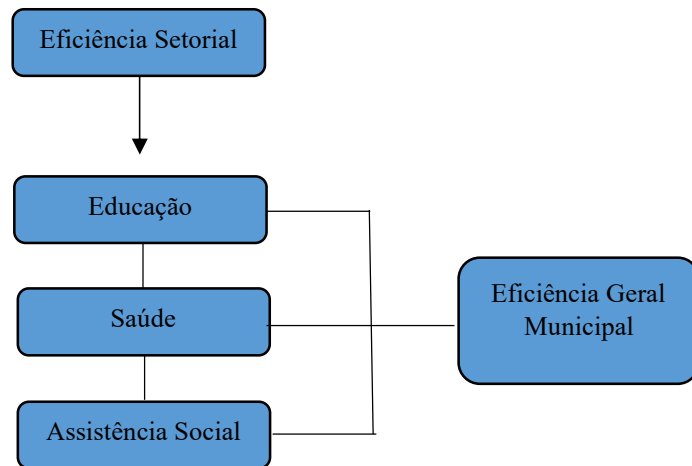 Eficiência Setorial
Educação
Saúde
Eficiência Geral
Municipal
Assistência Social